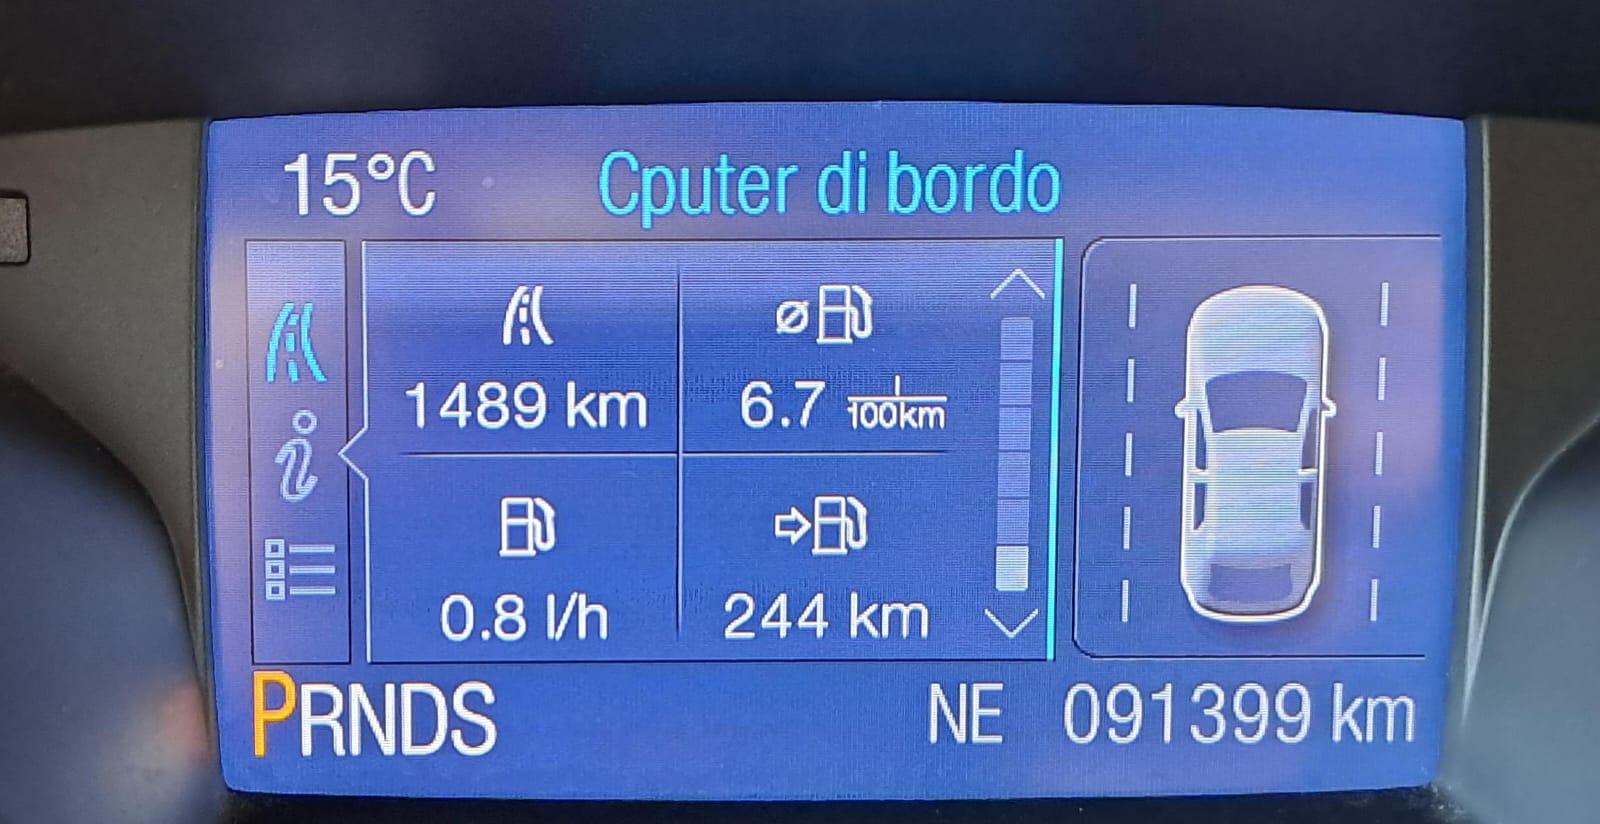 15°C Cputer di bordo
1489 km 6.7 l/100km
0.8 l/h 244 km
PRNDS NE 091399 km